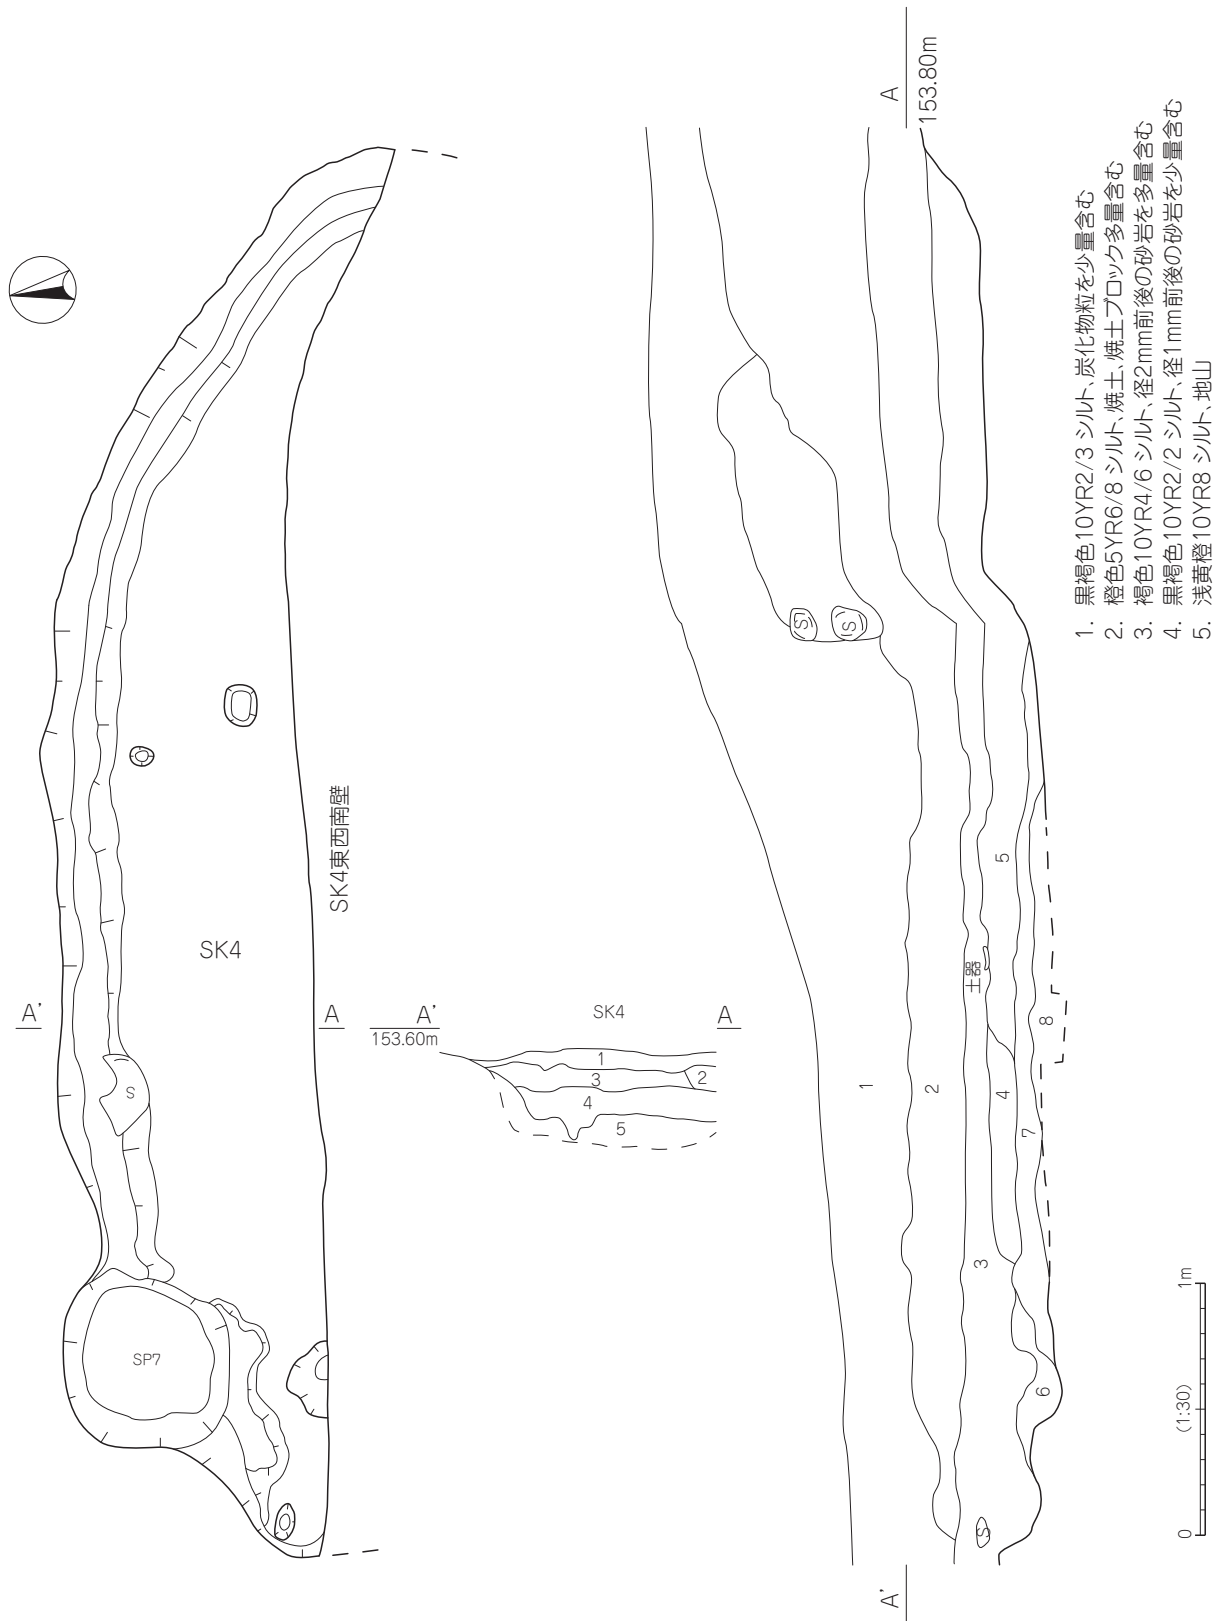 A'
A
SK4
S
SP7
SK4東西南壁
A'
153.60m
SK4
A
1
2
3
4
5
A
153.80m
A'
S
S
S
土器
1
2
3
4
5
6
7
8
1. 黒褐色10YR2/3 シルト、炭化物粒を少量含む
2. 橙色5YR6/8 シルト、焼土、焼土ブロック多量含む
3. 褐色10YR4/6 シルト、径2mm前後の砂岩を多量含む
4. 黒褐色10YR2/2 シルト、径1mm前後の砂岩を少量含む
5. 浅黄橙10YR8 シルト、地山
0
(1:30)
1m